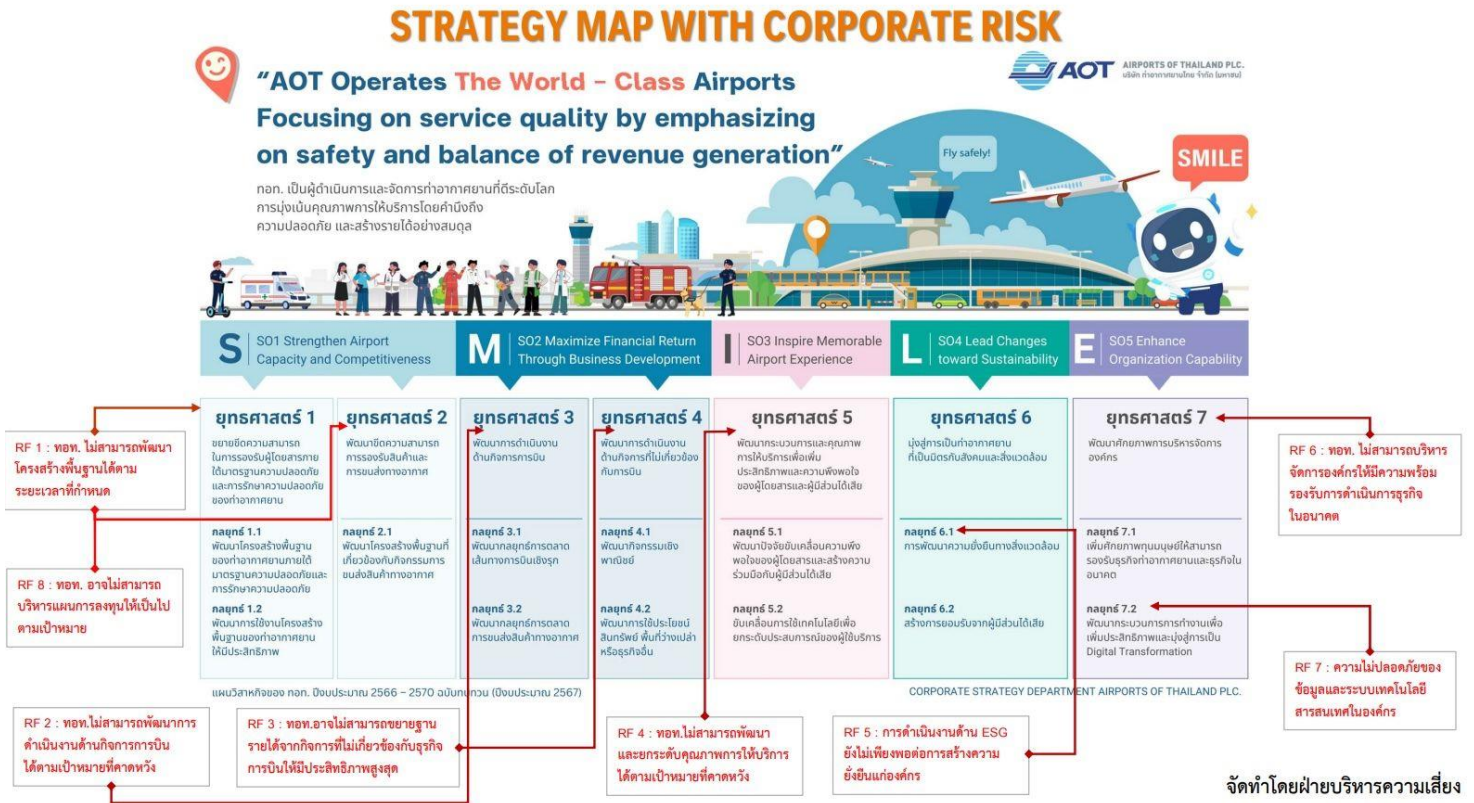 STRATEGY MAP WITH CORPORATE RISK
"AOT Operates The World - Class Airports
Focusing on service quality by emphasizing
on safety and balance of revenue generation"
ทอท. เป็นผู้ดำเนินการและจัดการท่าอากาศยานที่ดีระดับโลก
การมุ่งเน้นคุณภาพการให้บริการโดยคำนึงถึง
ความปลอดภัย และสร้างรายได้อย่างสมดุล
AOT
AIRPORTS OF THAILAND PLC.
บริษัท ท่าอากาศยานไทย จำกัด (มหาชน)
Fly safely!
SMILE
S
SO1 Strengthen Airport
Capacity and Competitiveness
M
SO2 Maximize Financial Return
Through Business Development
I
SO3 Inspire Memorable
Airport Experience
L
SO4 Lead Changes
toward Sustainability
E
SO5 Enhance
Organization Capability
ยุทธศาสตร์ 1
ขยายขีดความสามารถ
ในการรองรับผู้โดยสารภาย
ใต้มาตรฐานความปลอดภัย
และการรักษาความปลอดภัย
ของท่าอากาศยาน
กลยุทธ์ 1.1
พัฒนาโครงสร้างพื้นฐาน
ของท่าอากาศยานภายใต้
มาตรฐานความปลอดภัยและ
การรักษาความปลอดภัย
กลยุทธ์ 1.2
พัฒนาการใช้งานโครงสร้าง
พื้นฐานของท่าอากาศยาน
ให้มีประสิทธิภาพ
ยุทธศาสตร์ 2
พัฒนาขีดความสามารถ
การรองรับสินค้าและ
การขนส่งทางอากาศ
กลยุทธ์ 2.1
พัฒนาโครงสร้างพื้นฐานที่
เกี่ยวข้องกับกิจกรรมการ
ขนส่งสินค้าทางอากาศ
ยุทธศาสตร์ 3
พัฒนาการดำเนินงาน
ด้านกิจการการบิน
กลยุทธ์ 3.1
พัฒนากลยุทธ์การตลาด
เส้นทางการบินเชิงรุก
กลยุทธ์ 3.2
พัฒนากลยุทธ์การตลาด
การขนส่งสินค้าทางอากาศ
ยุทธศาสตร์ 4
พัฒนาการดำเนินงาน
ด้านกิจการที่ไม่เกี่ยวข้อง
กับการบิน
กลยุทธ์ 4.1
พัฒนากิจกรรมเชิง
พาณิชย์
กลยุทธ์ 4.2
พัฒนาการใช้ประโยชน์
สินทรัพย์ พื้นที่ว่างเปล่า
หรือธุรกิจอื่น
ยุทธศาสตร์ 5
พัฒนากระบวนการและคุณภาพ
การให้บริการเพื่อเพิ่ม
ประสิทธิภาพและความพึงพอใจ
ของผู้โดยสารและผู้มีส่วนได้เสีย
กลยุทธ์ 5.1
พัฒนาปัจจัยขับเคลื่อนความพึง
พอใจของผู้โดยสารและสร้างความ
ร่วมมือกับผู้มีส่วนได้เสีย
กลยุทธ์ 5.2
ขับเคลื่อนการใช้เทคโนโลยีเพื่อ
ยกระดับประสบการณ์ของผู้ใช้บริการ
ยุทธศาสตร์ 6
มุ่งสู่การเป็นท่าอากาศยาน
ที่เป็นมิตรกับสังคมและสิ่งแวดล้อม
กลยุทธ์ 6.1
การพัฒนาความยั่งยืนทางสิ่งแวดล้อม
กลยุทธ์ 6.2
สร้างการยอมรับจากผู้มีส่วนได้เสีย
ยุทธศาสตร์ 7
พัฒนาศักยภาพการบริหารจัดการ
องค์กร
กลยุทธ์ 7.1
เพิ่มศักยภาพทุนมนุษย์ให้สามารถ
รองรับธุรกิจท่าอากาศยานและธุรกิจใน
อนาคต
กลยุทธ์ 7.2
พัฒนากระบวนการการทำงานเพื่อ
เพิ่มประสิทธิภาพและมุ่งสู่การเป็น
Digital Transformation
RF 1 : ทอท. ไม่สามารถพัฒนา
โครงสร้างพื้นฐานได้ตาม
ระยะเวลาที่กำหนด
RF 8 : ทอท. อาจไม่สามารถ
บริหารแผนการลงทุนให้เป็นไป
ตามเป้าหมาย
RF 6 : ทอท. ไม่สามารถบริหาร
จัดการองค์กรให้มีความพร้อม
รองรับการดำเนินการธุรกิจ
ในอนาคต
RF 7 : ความไม่ปลอดภัยของ
ข้อมูลและระบบเทคโนโลยี
สารสนเทศในองค์กร
แผนวิสาหกิจของ ทอท. ปีงบประมาณ 2566 - 2570 ฉบับทบทวน (ปีงบประมาณ 2567)
CORPORATE STRATEGY DEPARTMENT AIRPORTS OF THAILAND PLC.
RF 2 : ทอท.ไม่สามารถพัฒนาการ
ดำเนินงานด้านกิจการการบิน
ได้ตามเป้าหมายที่คาดหวัง
RF 3 : ทอท.อาจไม่สามารถขยายฐาน
รายได้จากกิจการที่ไม่เกี่ยวข้องกับธุรกิจ
การบินให้มีประสิทธิภาพสูงสุด
RF 4 : ทอท.ไม่สามารถพัฒนา
และยกระดับคุณภาพการให้บริการ
ได้ตามเป้าหมายที่คาดหวัง
RF 5 : การดำเนินงานด้าน ESG
ยังไม่เพียงพอต่อการสร้างความ
ยั่งยืนแก่องค์กร
จัดทำโดยฝ่ายบริหารความเสี่ยง